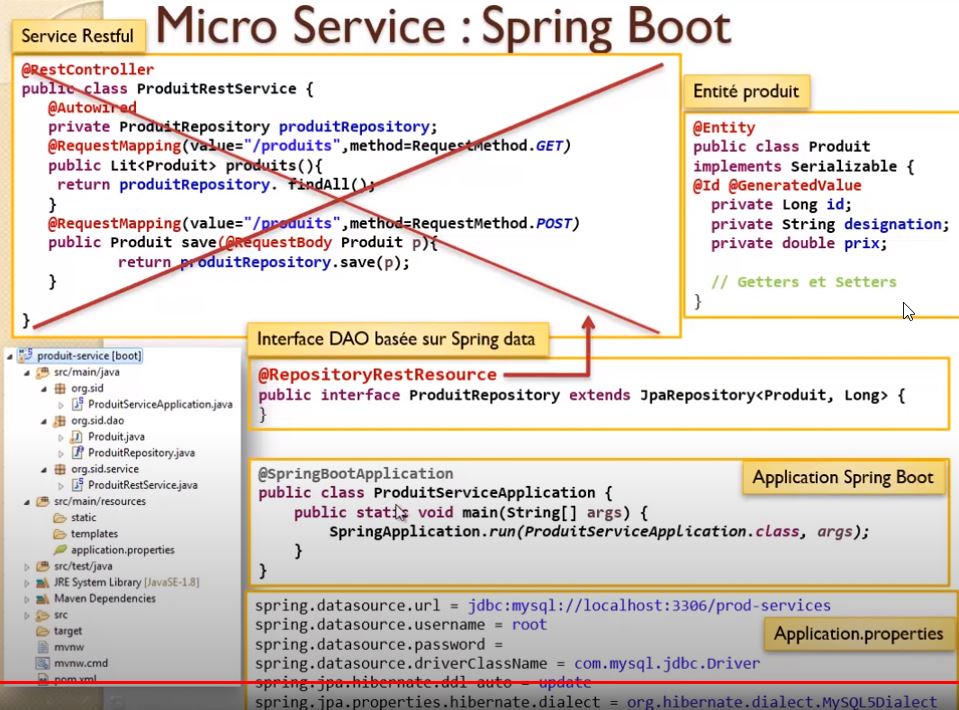 Micro Service : Spring Boot
Service Restful
@RestController
public class ProduitRestService {
@Autowired
private ProduitRepository produitRepository;
@RequestMapping(value="/produits",method=RequestMethod.GET)
public Lit<Produit> produits(){
return produitRepository. findAll();
}
@RequestMapping(value="/produits",method=RequestMethod.POST)
public Produit save(@RequestBody Produit p){
return produitRepository.save(p);
}
}
Entité produit
@Entity
public class Produit
implements Serializable {
@Id @GeneratedValue
private Long id;
private String designation;
private double prix;
// Getters et Setters
}
Interface DAO basée sur Spring data
@RepositoryRestResource
public interface ProduitRepository extends JpaRepository<Produit, Long> {
}
produit-service [boot]
src/main/java
org.sid
ProduitServiceApplication.java
org.sid.dao
Produit.java
ProduitRepository.java
org.sid.service
ProduitRestService.java
src/main/resources
static
templates
application.properties
src/test/java
JRE System Library [JavaSE-1.8]
Maven Dependencies
src
target
mvnw
mvnw.cmd
pom.xml
Application Spring Boot
@SpringBootApplication
public class ProduitServiceApplication {
public static void main(String[] args) {
SpringApplication.run(ProduitServiceApplication.class, args);
}
}
Application.properties
spring.datasource.url = jdbc:mysql://localhost:3306/prod-services
spring.datasource.username = root
spring.datasource.password =
spring.datasource.driverClassName = com.mysql.jdbc.Driver
spring.jpa.hibernate.ddl-auto = update
spring.jpa.properties.hibernate.dialect = org.hibernate.dialect.MySQL5Dialect